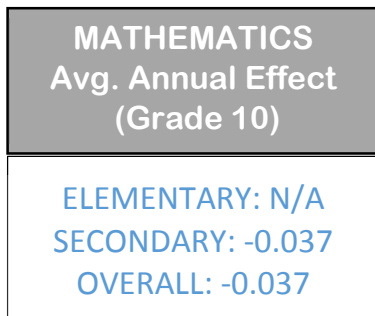 MATHEMATICS
Avg. Annual Effect
(Grade 10)
ELEMENTARY: N/A
SECONDARY: -0.037
OVERALL: -0.037